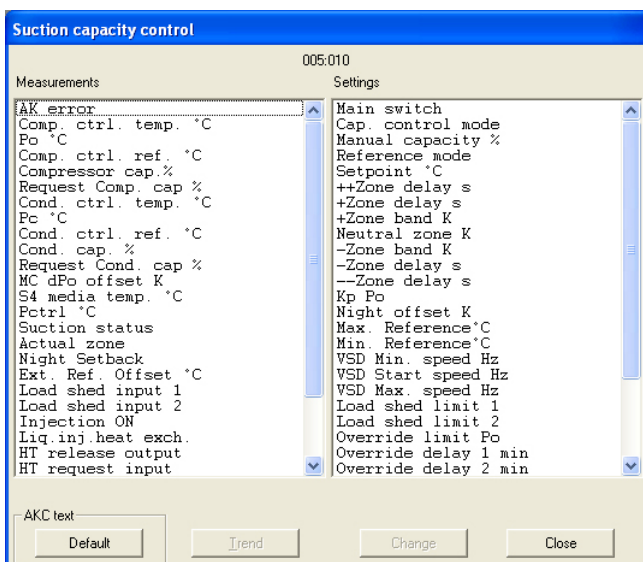 Suction capacity control
005:010
Measurements
AK error
Comp. ctrl. temp. °C
Po °C
Comp. ctrl. ref. °C
Compressor cap.%
Request Comp. cap %
Cond. ctrl. temp. °C
Pc °C
Cond. ctrl. ref. °C
Cond. cap. %
Request Cond. cap %
MC dPo offset K
S4 media temp. °C
Pctrl °C
Suction status
Actual zone
Night Setback
Ext. Ref. Offset °C
Load shed input 1
Load shed input 2
Injection ON
Liq.inj.heat exch.
HT release output
HT request input
Settings
Main switch
Cap. control mode
Manual capacity %
Reference mode
Setpoint °C
++Zone delay s
+Zone delay s
+Zone band K
Neutral zone K
-Zone band K
-Zone delay s
--Zone delay s
Kp Po
Night offset K
Max. Reference°C
Min. Reference°C
VSD Min. speed Hz
VSD Start speed Hz
VSD Max. speed Hz
Load shed limit 1
Load shed limit 2
Override limit Po
Override delay 1 min
Override delay 2 min
AKC text
Default
Trend
Change
Close